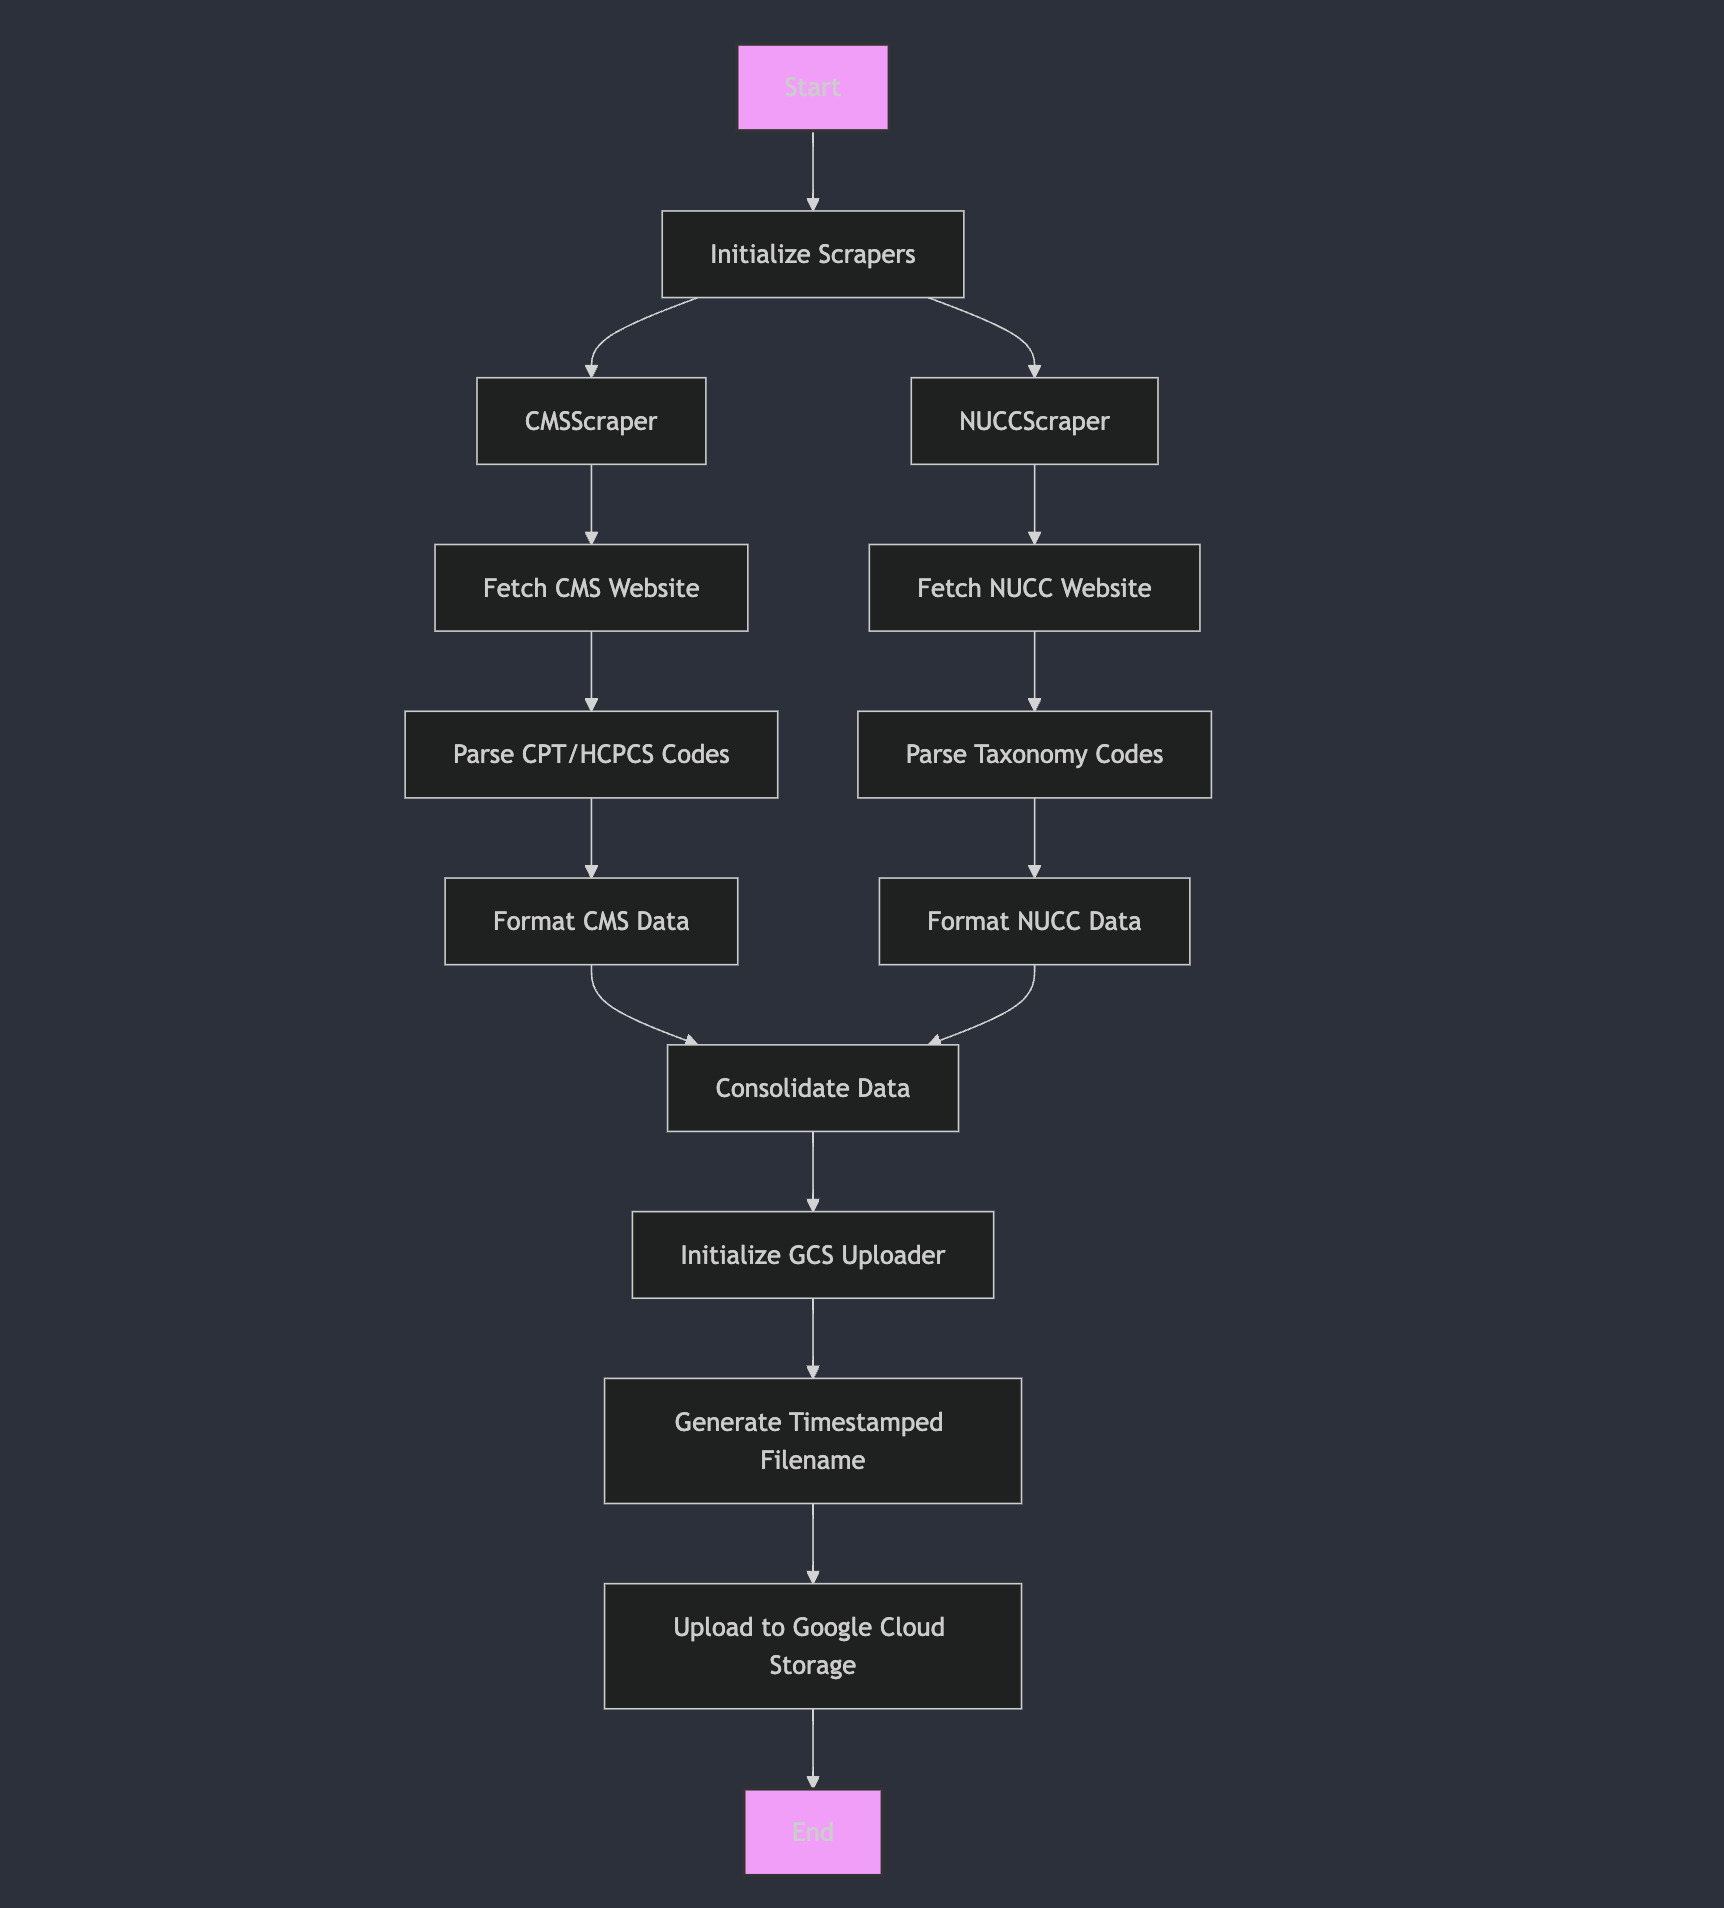 Start
Initialize Scrapers
CMSScraper
NUCCScraper
Fetch CMS Website
Fetch NUCC Website
Parse CPT/HCPCS Codes
Parse Taxonomy Codes
Format CMS Data
Format NUCC Data
Consolidate Data
Initialize GCS Uploader
Generate Timestamped
Filename
Upload to Google Cloud
Storage
End